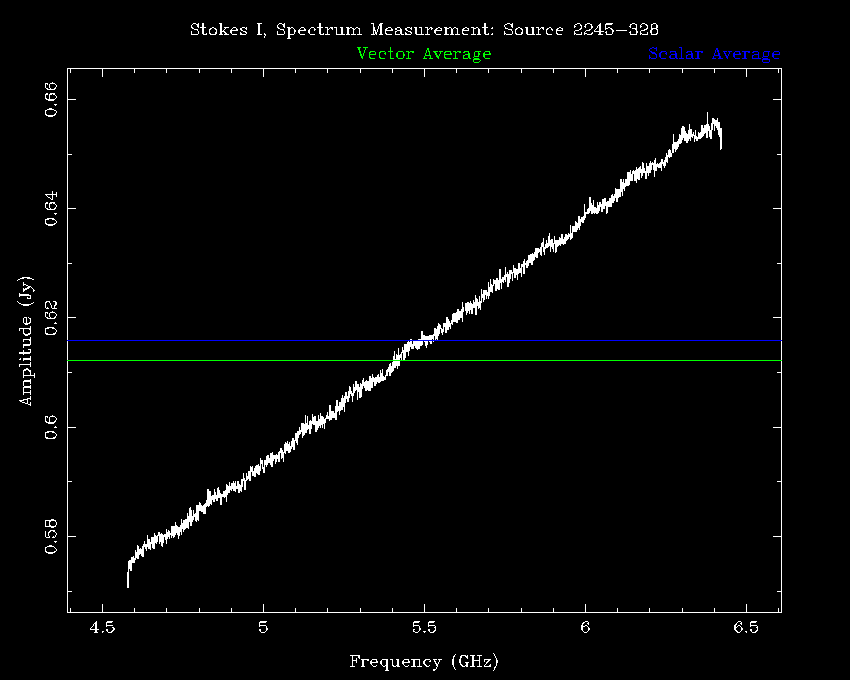 Stokes I, Spectrum Measurement: Source 2245−328
Vector Average Scalar Average
0.66
0.64
0.62
0.6
0.58
Amplitude (Jy)
4.5 5 5.5 6 6.5
Frequency (GHz)